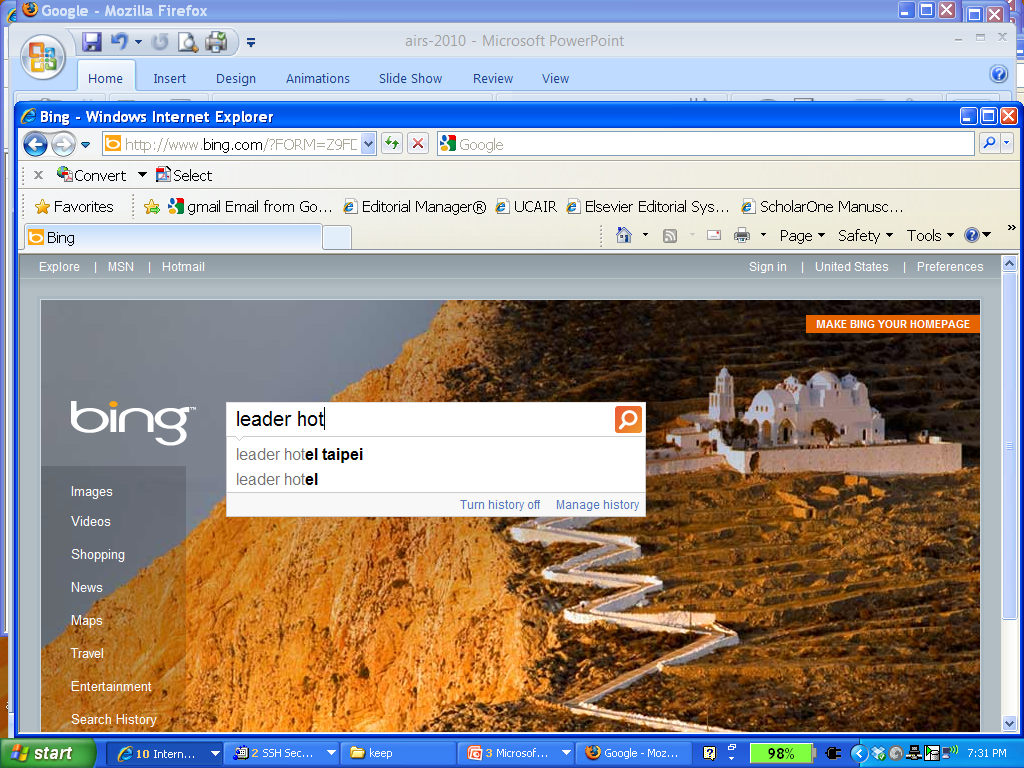 Google - Mozilla Firefox
airs-2010 - Microsoft PowerPoint
Home Insert Design Animations Slide Show Review View
Bing - Windows Internet Explorer
http://www.bing.com/?FORM=Z9FD Google
x Convert Select
Favorites gmail Email from Go... Editorial Manager® UCAIR Elsevier Editorial Sys... ScholarOne Manusc...
Bing Page Safety Tools »
Explore | MSN | Hotmail Sign in | United States | Preferences
MAKE BING YOUR HOMEPAGE
bing™
leader hot
leader hotel taipei
leader hotel
Turn history off Manage history
Images
Videos
Shopping
News
Maps
Travel
Entertainment
Search History
start 10 Intern... 2 SSH Sec... keep 3 Microsof... Google - Moz... 98% 7:31 PM